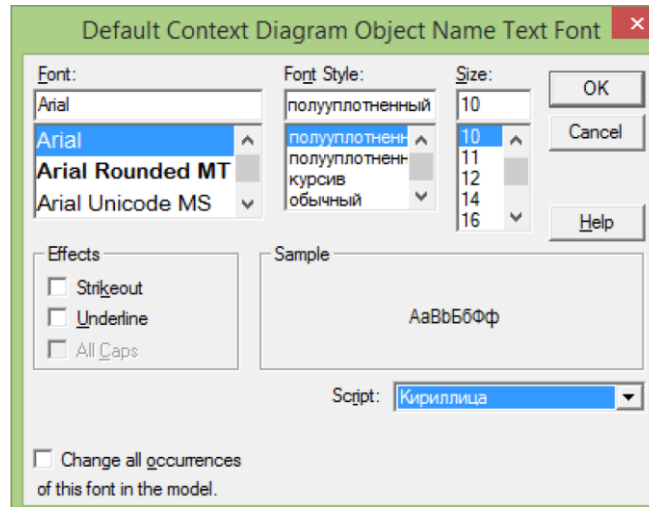 Default Context Diagram Object Name Text Font
Font:
Font Style:
Size:
Arial
полууплотненный
10
OK
Cancel
Help
Arial
Arial Rounded MT
Arial Unicode MS
полууплотненн
полууплотненн
курсив
обычный
10
11
12
14
16
Effects
Strikeout
Underline
All Caps
Sample
AaBbБбФф
Script:
Кириллица
Change all occurrences
of this font in the model.